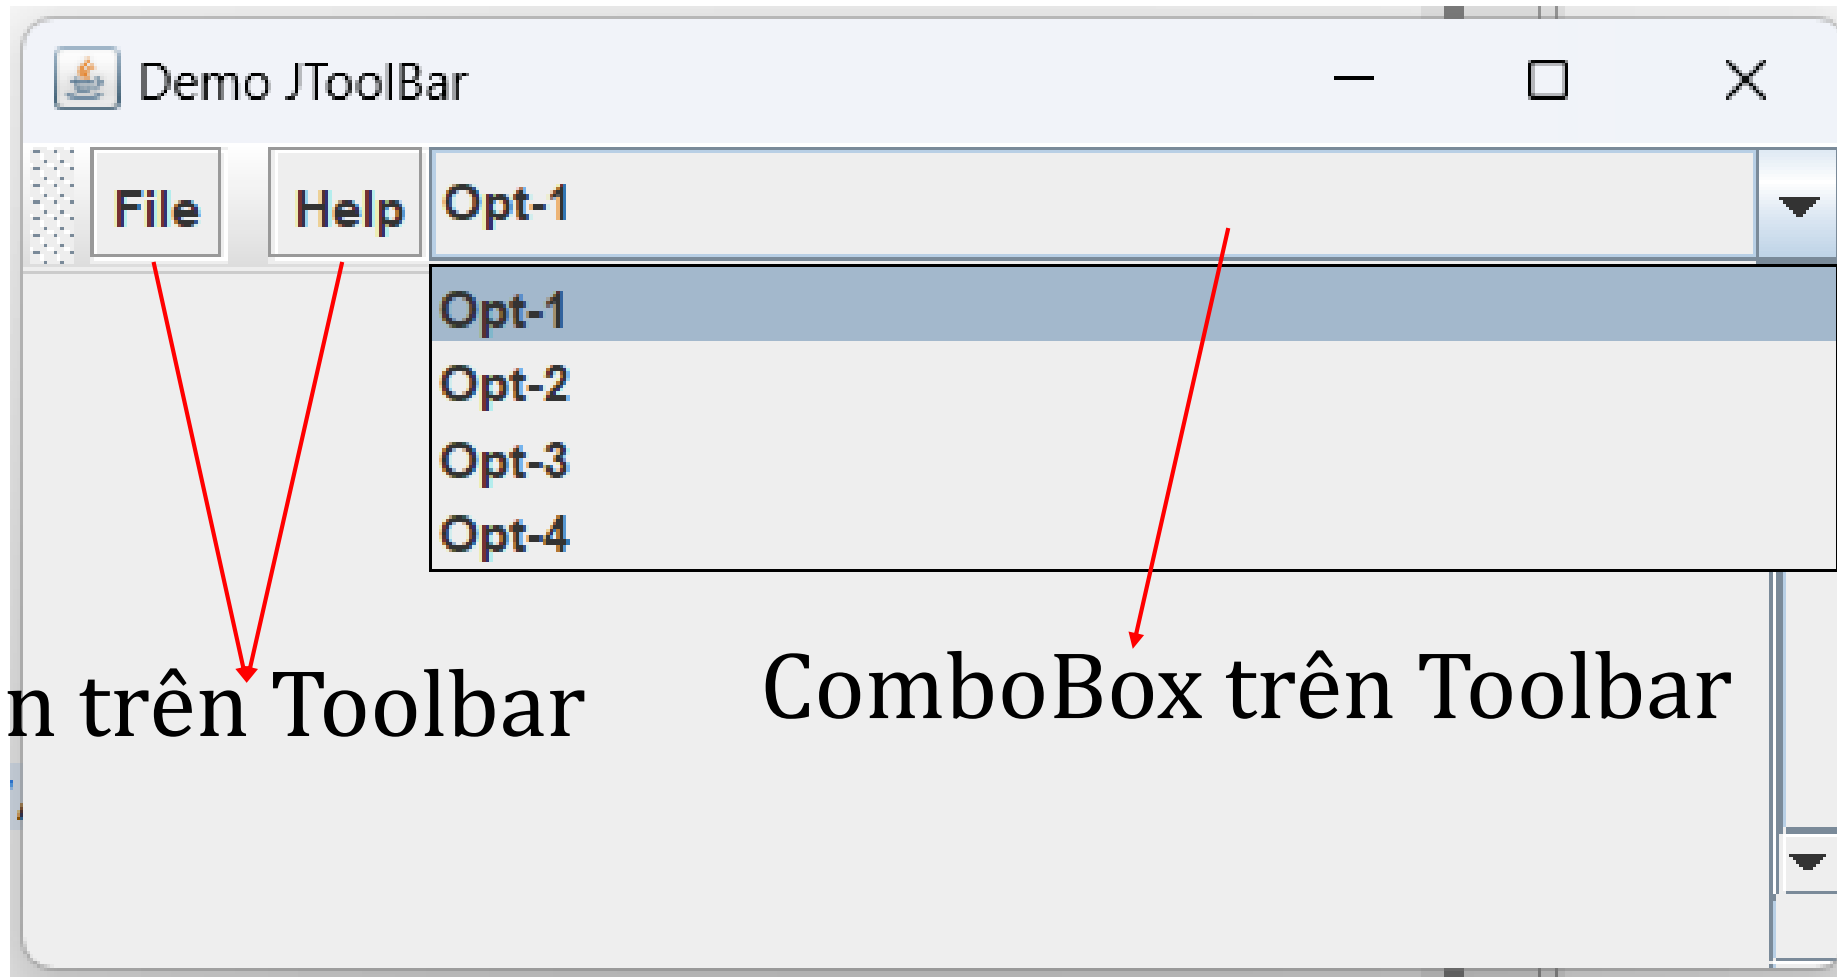 Demo JToolBar
File Help Opt-1
Opt-1
Opt-2
Opt-3
Opt-4
trên Toolbar
ComboBox trên Toolbar